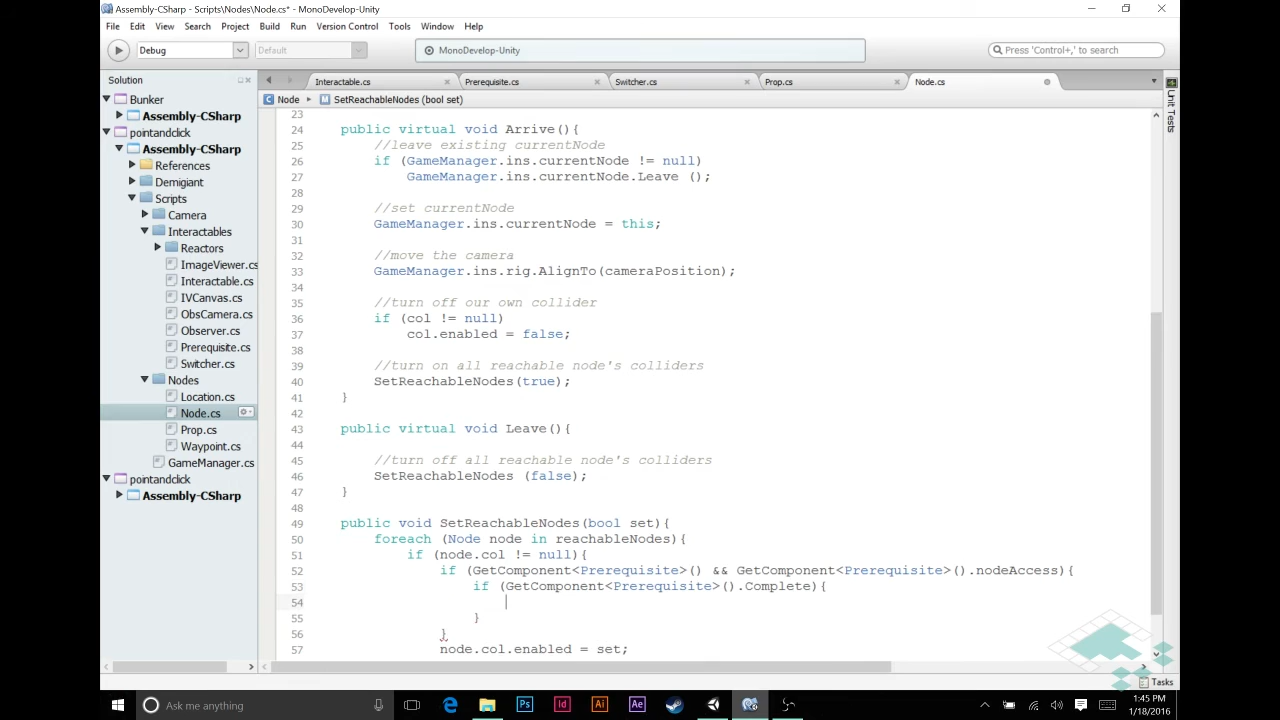 Assembly-CSharp - Scripts\Nodes\Node.cs* - MonoDevelop-Unity
File Edit View Search Project Build Run Version Control Tools Window Help
Debug Default MonoDevelop-Unity Press 'Control+,' to search
Solution
Interactable.cs Prerequisite.cs Switcher.cs Prop.cs Node.cs
Unit Tests
Node SetReachableNodes (bool set)
Bunker
Assembly-CSharp
pointandclick
Assembly-CSharp
References
Demigiant
Scripts
Camera
Interactables
Reactors
ImageViewer.cs
Interactable.cs
IVCanvas.cs
ObsCamera.cs
Observer.cs
Prerequisite.cs
Switcher.cs
Nodes
Location.cs
Node.cs
Prop.cs
Waypoint.cs
GameManager.cs
pointandclick
Assembly-CSharp
23
24 public virtual void Arrive(){
25 //leave existing currentNode
26 if (GameManager.ins.currentNode != null)
27 GameManager.ins.currentNode.Leave ();
28
29 //set currentNode
30 GameManager.ins.currentNode = this;
31
32 //move the camera
33 GameManager.ins.rig.AlignTo(cameraPosition);
34
35 //turn off our own collider
36 if (col != null)
37 col.enabled = false;
38
39 //turn on all reachable node's colliders
40 SetReachableNodes(true);
41 }
42
43 public virtual void Leave(){
44
45 //turn off all reachable node's colliders
46 SetReachableNodes (false);
47 }
48
49 public void SetReachableNodes(bool set){
50 foreach (Node node in reachableNodes){
51 if (node.col != null){
52 if (GetComponent<Prerequisite>() && GetComponent<Prerequisite>().nodeAccess){
53 if (GetComponent<Prerequisite>().Complete){
54
55 }
56 }
57 node.col.enabled = set;
Tasks
Ask me anything
1:45 PM
1/18/2016